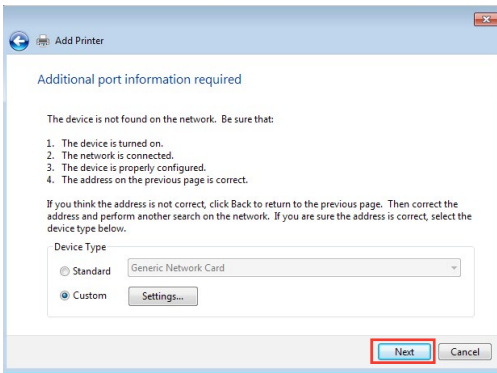 Add Printer
Additional port information required
The device is not found on the network. Be sure that:
1. The device is turned on.
2. The network is connected.
3. The device is properly configured.
4. The address on the previous page is correct.
If you think the address is not correct, click Back to return to the previous page. Then correct the
address and perform another search on the network. If you are sure the address is correct, select the
device type below.
Device Type
Standard Generic Network Card
Custom Settings...
Next Cancel